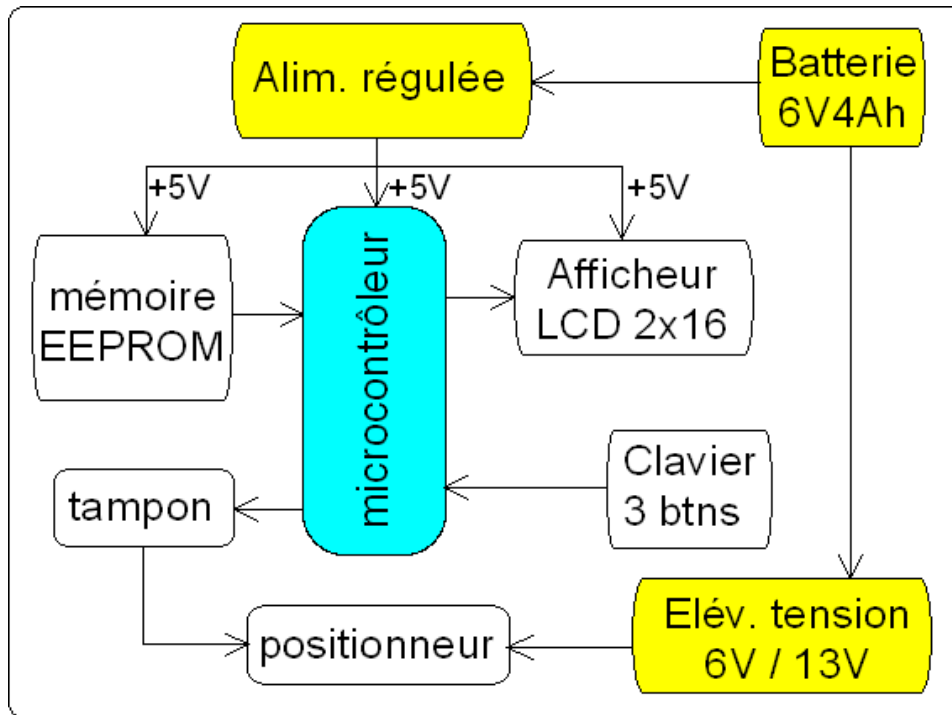 Alim. régulée
Batterie
6V4Ah
+5V
+5V
+5V
mémoire
EEPROM
microcontrôleur
Afficheur
LCD 2x16
Clavier
3 btns
tampon
positionneur
Elév. tension
6V / 13V